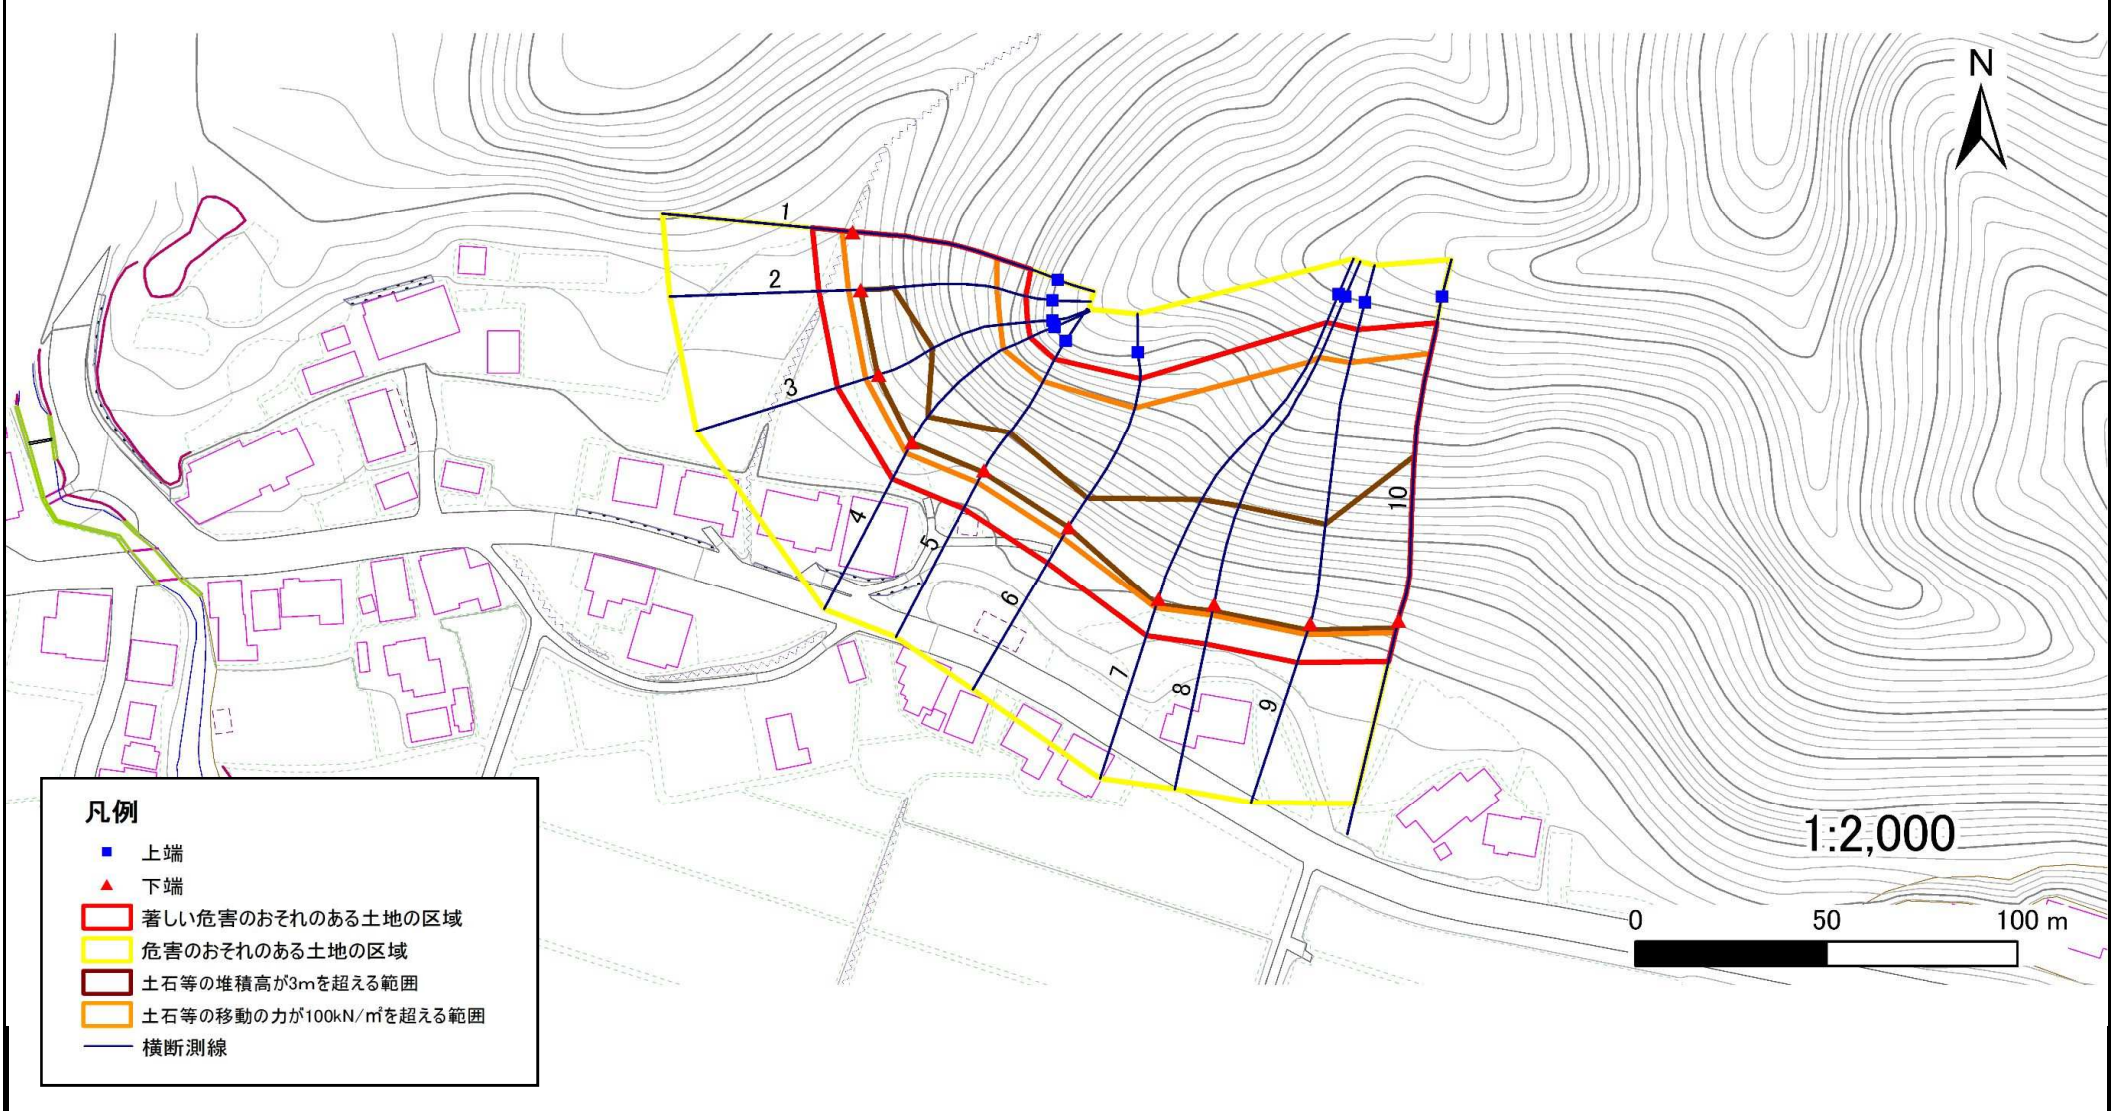 N
1
2
3
4
5
6
7
8
9
10
凡例
上端
下端
著しい危害のおそれのある土地の区域
危害のおそれのある土地の区域
土石等の堆積高が3mを超える範囲
土石等の移動の力が100kN/㎡を超える範囲
横断測線
1:2,000
0 50 100 m